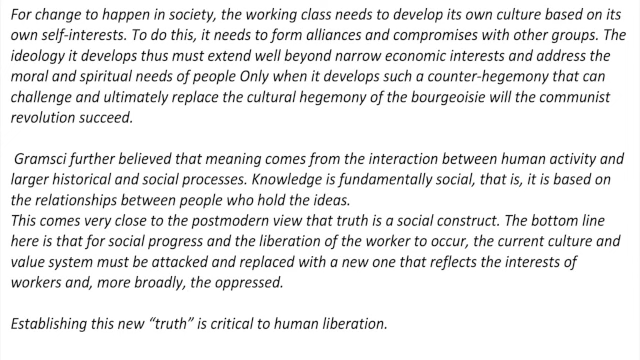 For change to happen in society, the working class needs to develop its own culture based on its
own self-interests. To do this, it needs to form alliances and compromises with other groups. The
ideology it develops thus must extend well beyond narrow economic interests and address the
moral and spiritual needs of people Only when it develops such a counter-hegemony that can
challenge and ultimately replace the cultural hegemony of the bourgeoisie will the communist
revolution succeed.
Gramsci further believed that meaning comes from the interaction between human activity and
larger historical and social processes. Knowledge is fundamentally social, that is, it is based on
the relationships between people who hold the ideas.
This comes very close to the postmodern view that truth is a social construct. The bottom line
here is that for social progress and the liberation of the worker to occur, the current culture and
value system must be attacked and replaced with a new one that reflects the interests of
workers and, more broadly, the oppressed.
Establishing this new “truth” is critical to human liberation.